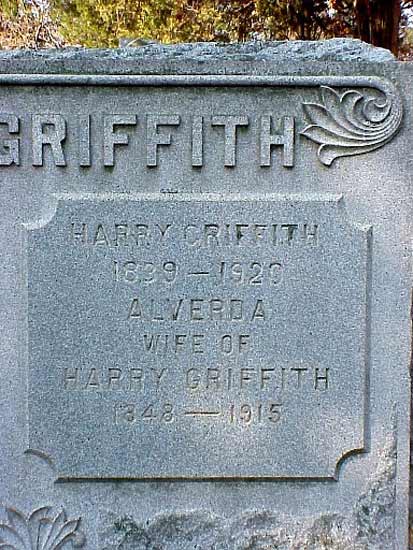 GRIFFITH
HARRY GRIFFITH
1839 — 1920
ALVERDA
WIFE OF
HARRY GRIFFITH
1848 — 1915